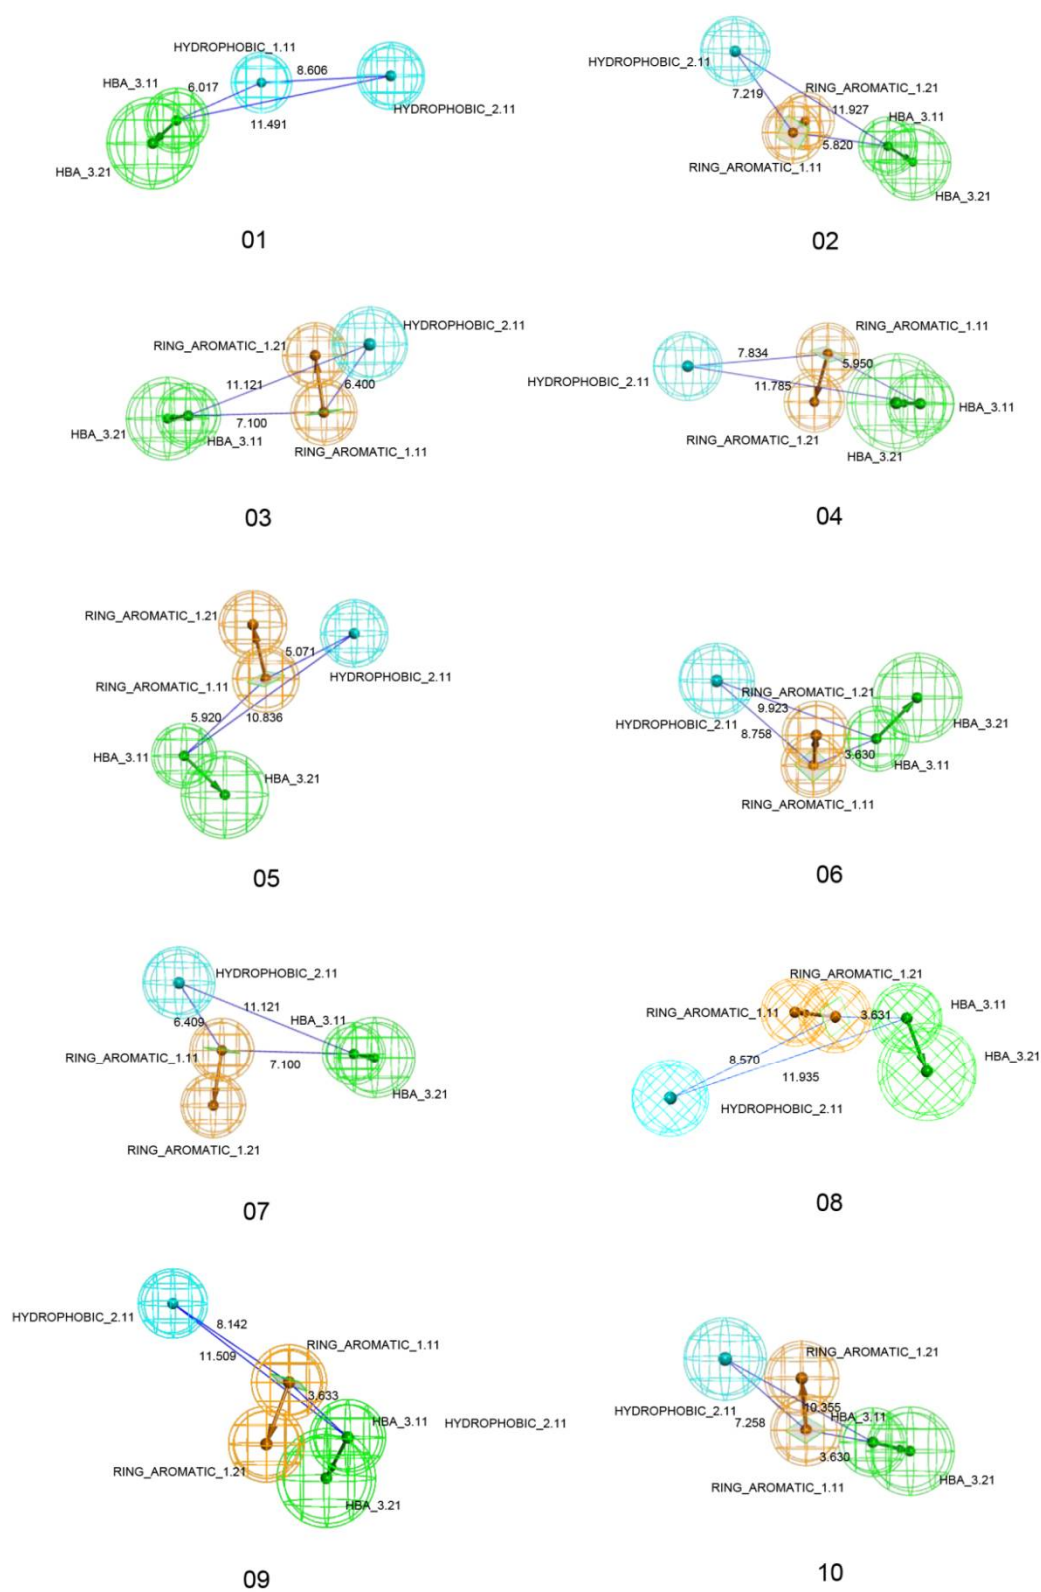 HYDROPHOBIC_1.11
HBA_3.11
6.017
8.606
HYDROPHOBIC_2.11
11.491
HBA_3.21
01
HYDROPHOBIC_2.11
7.219
RING_AROMATIC_1.21
11.927
HBA_3.11
5.820
RING_AROMATIC_1.11
HBA_3.21
02
HYDROPHOBIC_2.11
RING_AROMATIC_1.21
11.121
6.400
HBA_3.21
7.100
HBA_3.11
RING_AROMATIC_1.11
03
RING_AROMATIC_1.11
7.834
5.950
HYDROPHOBIC_2.11
11.785
HBA_3.11
RING_AROMATIC_1.21
HBA_3.21
04
RING_AROMATIC_1.21
5.071
HYDROPHOBIC_2.11
RING_AROMATIC_1.11
5.920
10.836
HBA_3.11
HBA_3.21
05
RING_AROMATIC_1.21
9.923
HYDROPHOBIC_2.11
HBA_3.21
8.758
3.630
HBA_3.11
RING_AROMATIC_1.11
06
HYDROPHOBIC_2.11
11.121
6.409
HBA_3.11
RING_AROMATIC_1.11
7.100
HBA_3.21
RING_AROMATIC_1.21
07
RING_AROMATIC_1.21
HBA_3.11
RING_AROMATIC_1.11
3.631
8.570
HBA_3.21
11.935
HYDROPHOBIC_2.11
08
HYDROPHOBIC_2.11
8.142
RING_AROMATIC_1.11
11.509
3.633
HBA_3.11
HYDROPHOBIC_2.11
RING_AROMATIC_1.21
HBA_3.21
09
RING_AROMATIC_1.21
10.355
HYDROPHOBIC_2.11
HBA_3.11
7.258
3.630
HBA_3.21
RING_AROMATIC_1.11
10